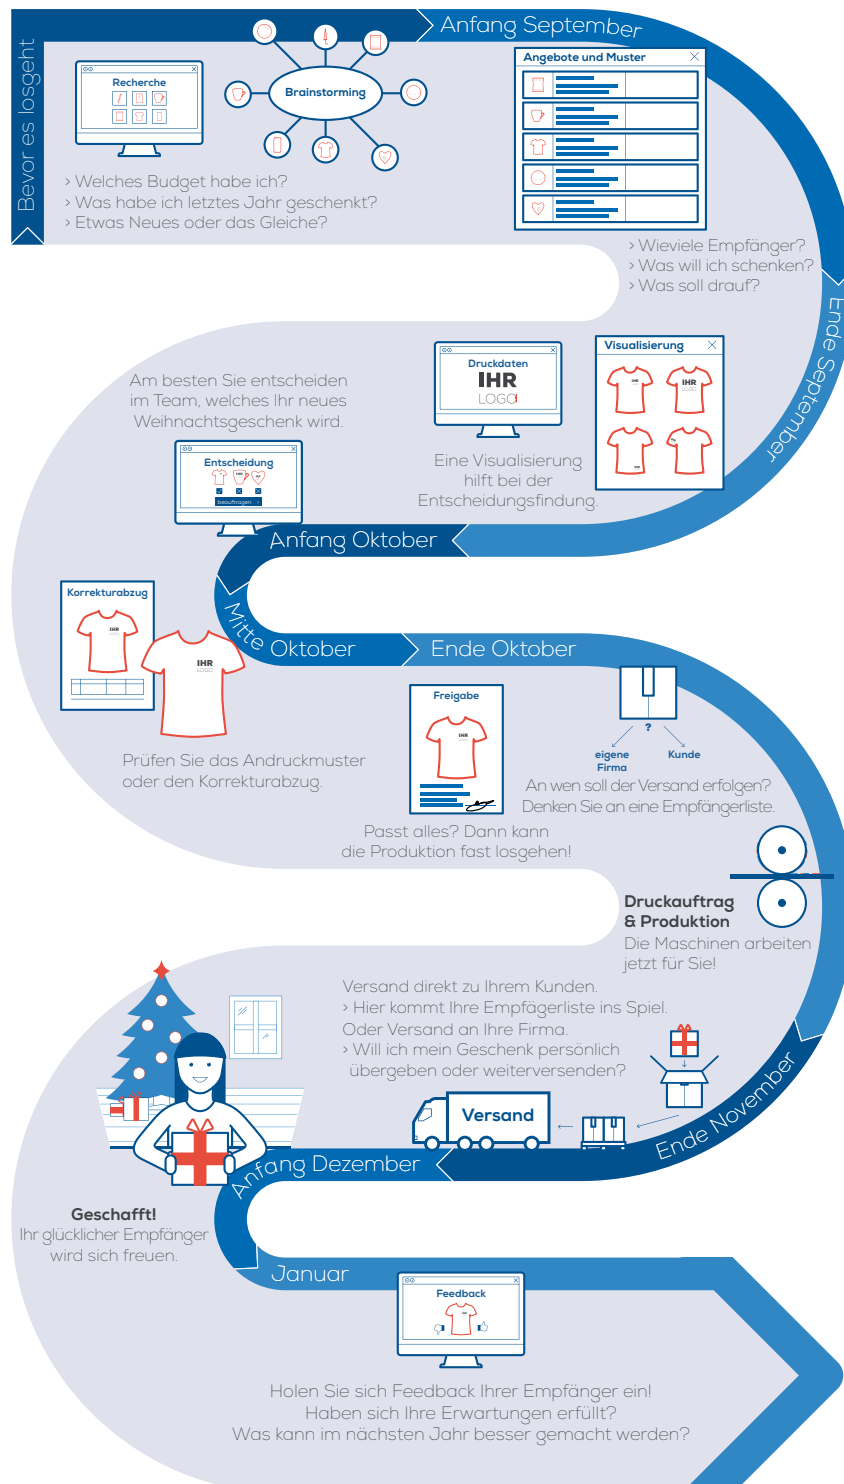 Bevor es losgeht
Recherche
Brainstorming
> Welches Budget habe ich?
> Was habe ich letztes Jahr geschenkt?
> Etwas Neues oder das Gleiche?
Anfang September
Angebote und Muster
> Wieviele Empfänger?
> Was will ich schenken?
> Was soll drauf?
Ende September
Visualisierung
IHR
IHR
LOGO
Druckdaten
IHR
LOGO!
Eine Visualisierung
hilft bei der
Entscheidungsfindung.
Am besten Sie entscheiden
im Team, welches Ihr neues
Weihnachtsgeschenk wird.
Entscheidung
beauftragen >
Anfang Oktober
Mitte Oktober
Korrekturabzug
IHR
IHR
LOGO
Prüfen Sie das Andruckmuster
oder den Korrekturabzug.
Ende Oktober
Freigabe
IHR
Passt alles? Dann kann
die Produktion fast losgehen!
?
eigene
Firma
Kunde
An wen soll der Versand erfolgen?
Denken Sie an eine Empfängerliste.
Druckauftrag
& Produktion
Die Maschinen arbeiten
jetzt für Sie!
Ende November
Versand direkt zu Ihrem Kunden.
> Hier kommt Ihre Empfägerliste ins Spiel.
Oder Versand an Ihre Firma.
> Will ich mein Geschenk persönlich
übergeben oder weiterversenden?
Versand
Anfang Dezember
Geschafft!
Ihr glücklicher Empfänger
wird sich freuen.
Januar
Feedback
Holen Sie sich Feedback Ihrer Empfänger ein!
Haben sich Ihre Erwartungen erfüllt?
Was kann im nächsten Jahr besser gemacht werden?